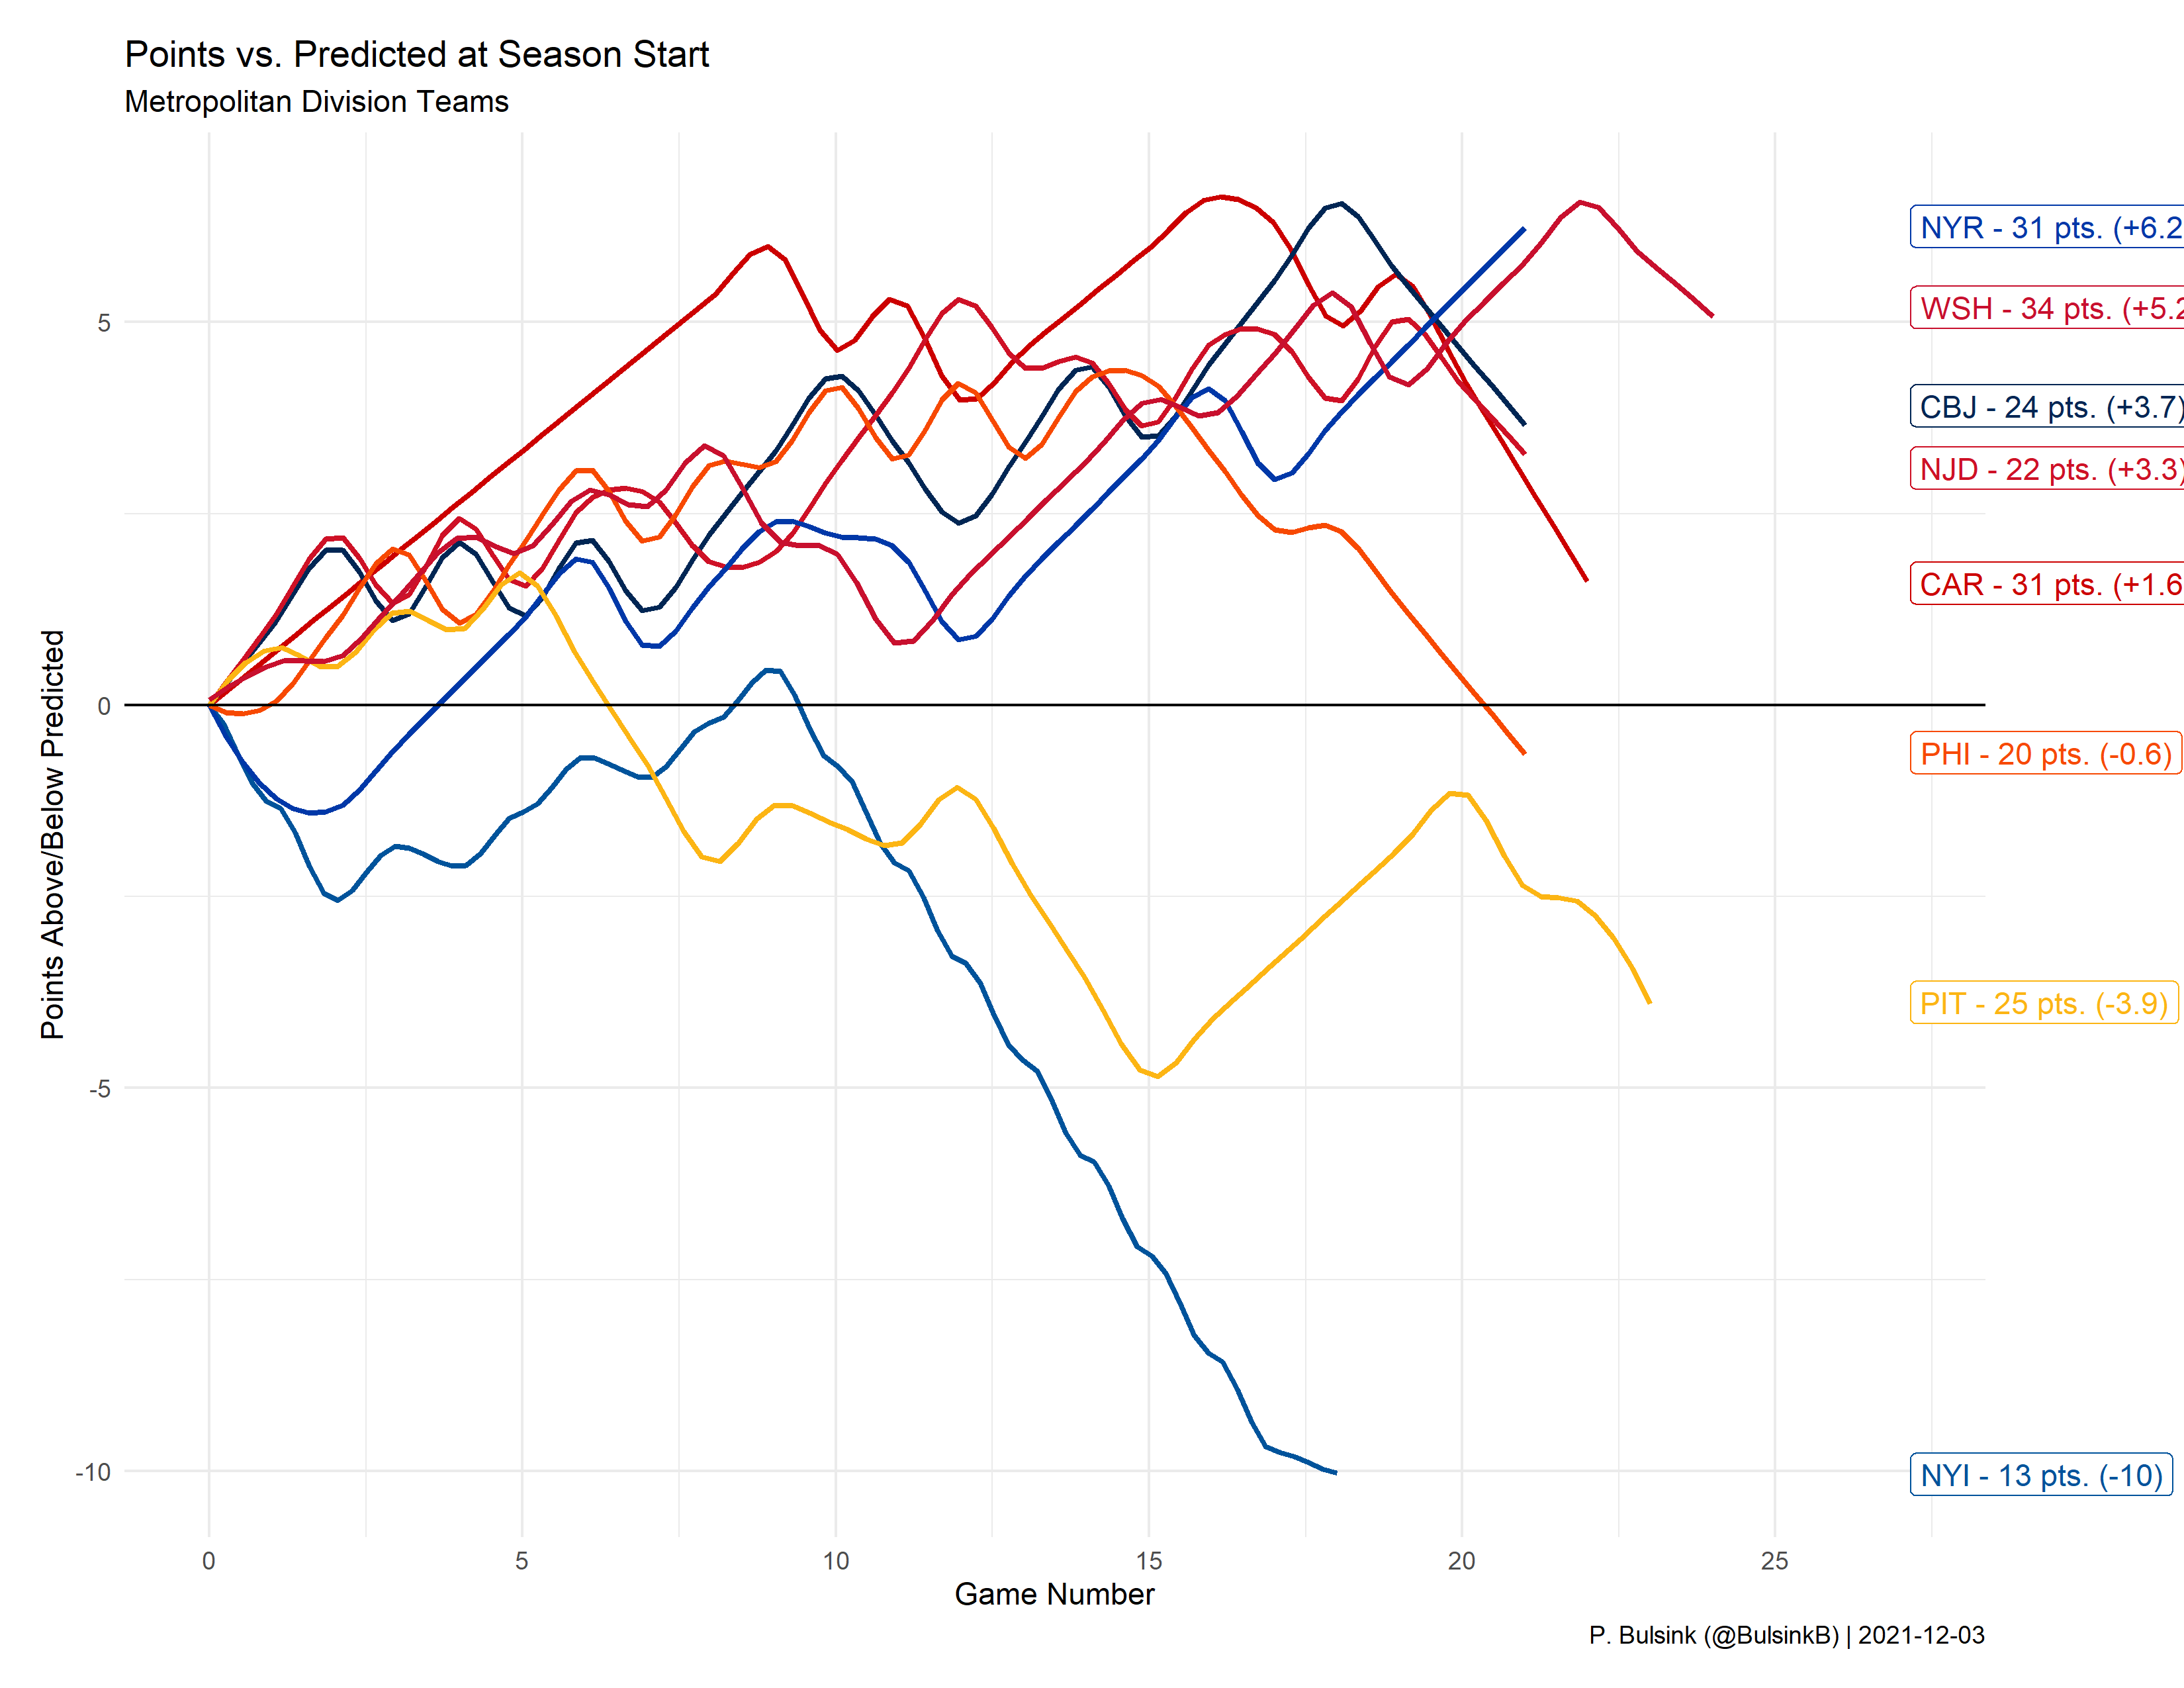 Points vs. Predicted at Season Start
Metropolitan Division Teams
Points Above/Below Predicted
5
0
-5
-10
NYR - 31 pts. (+6.2
WSH - 34 pts. (+5.2
CBJ - 24 pts. (+3.7)
NJD - 22 pts. (+3.3)
CAR - 31 pts. (+1.6
PHI - 20 pts. (-0.6)
PIT - 25 pts. (-3.9)
NYI - 13 pts. (-10)
0 5 10 15 20 25
Game Number
P. Bulsink (@BulsinkB) | 2021-12-03